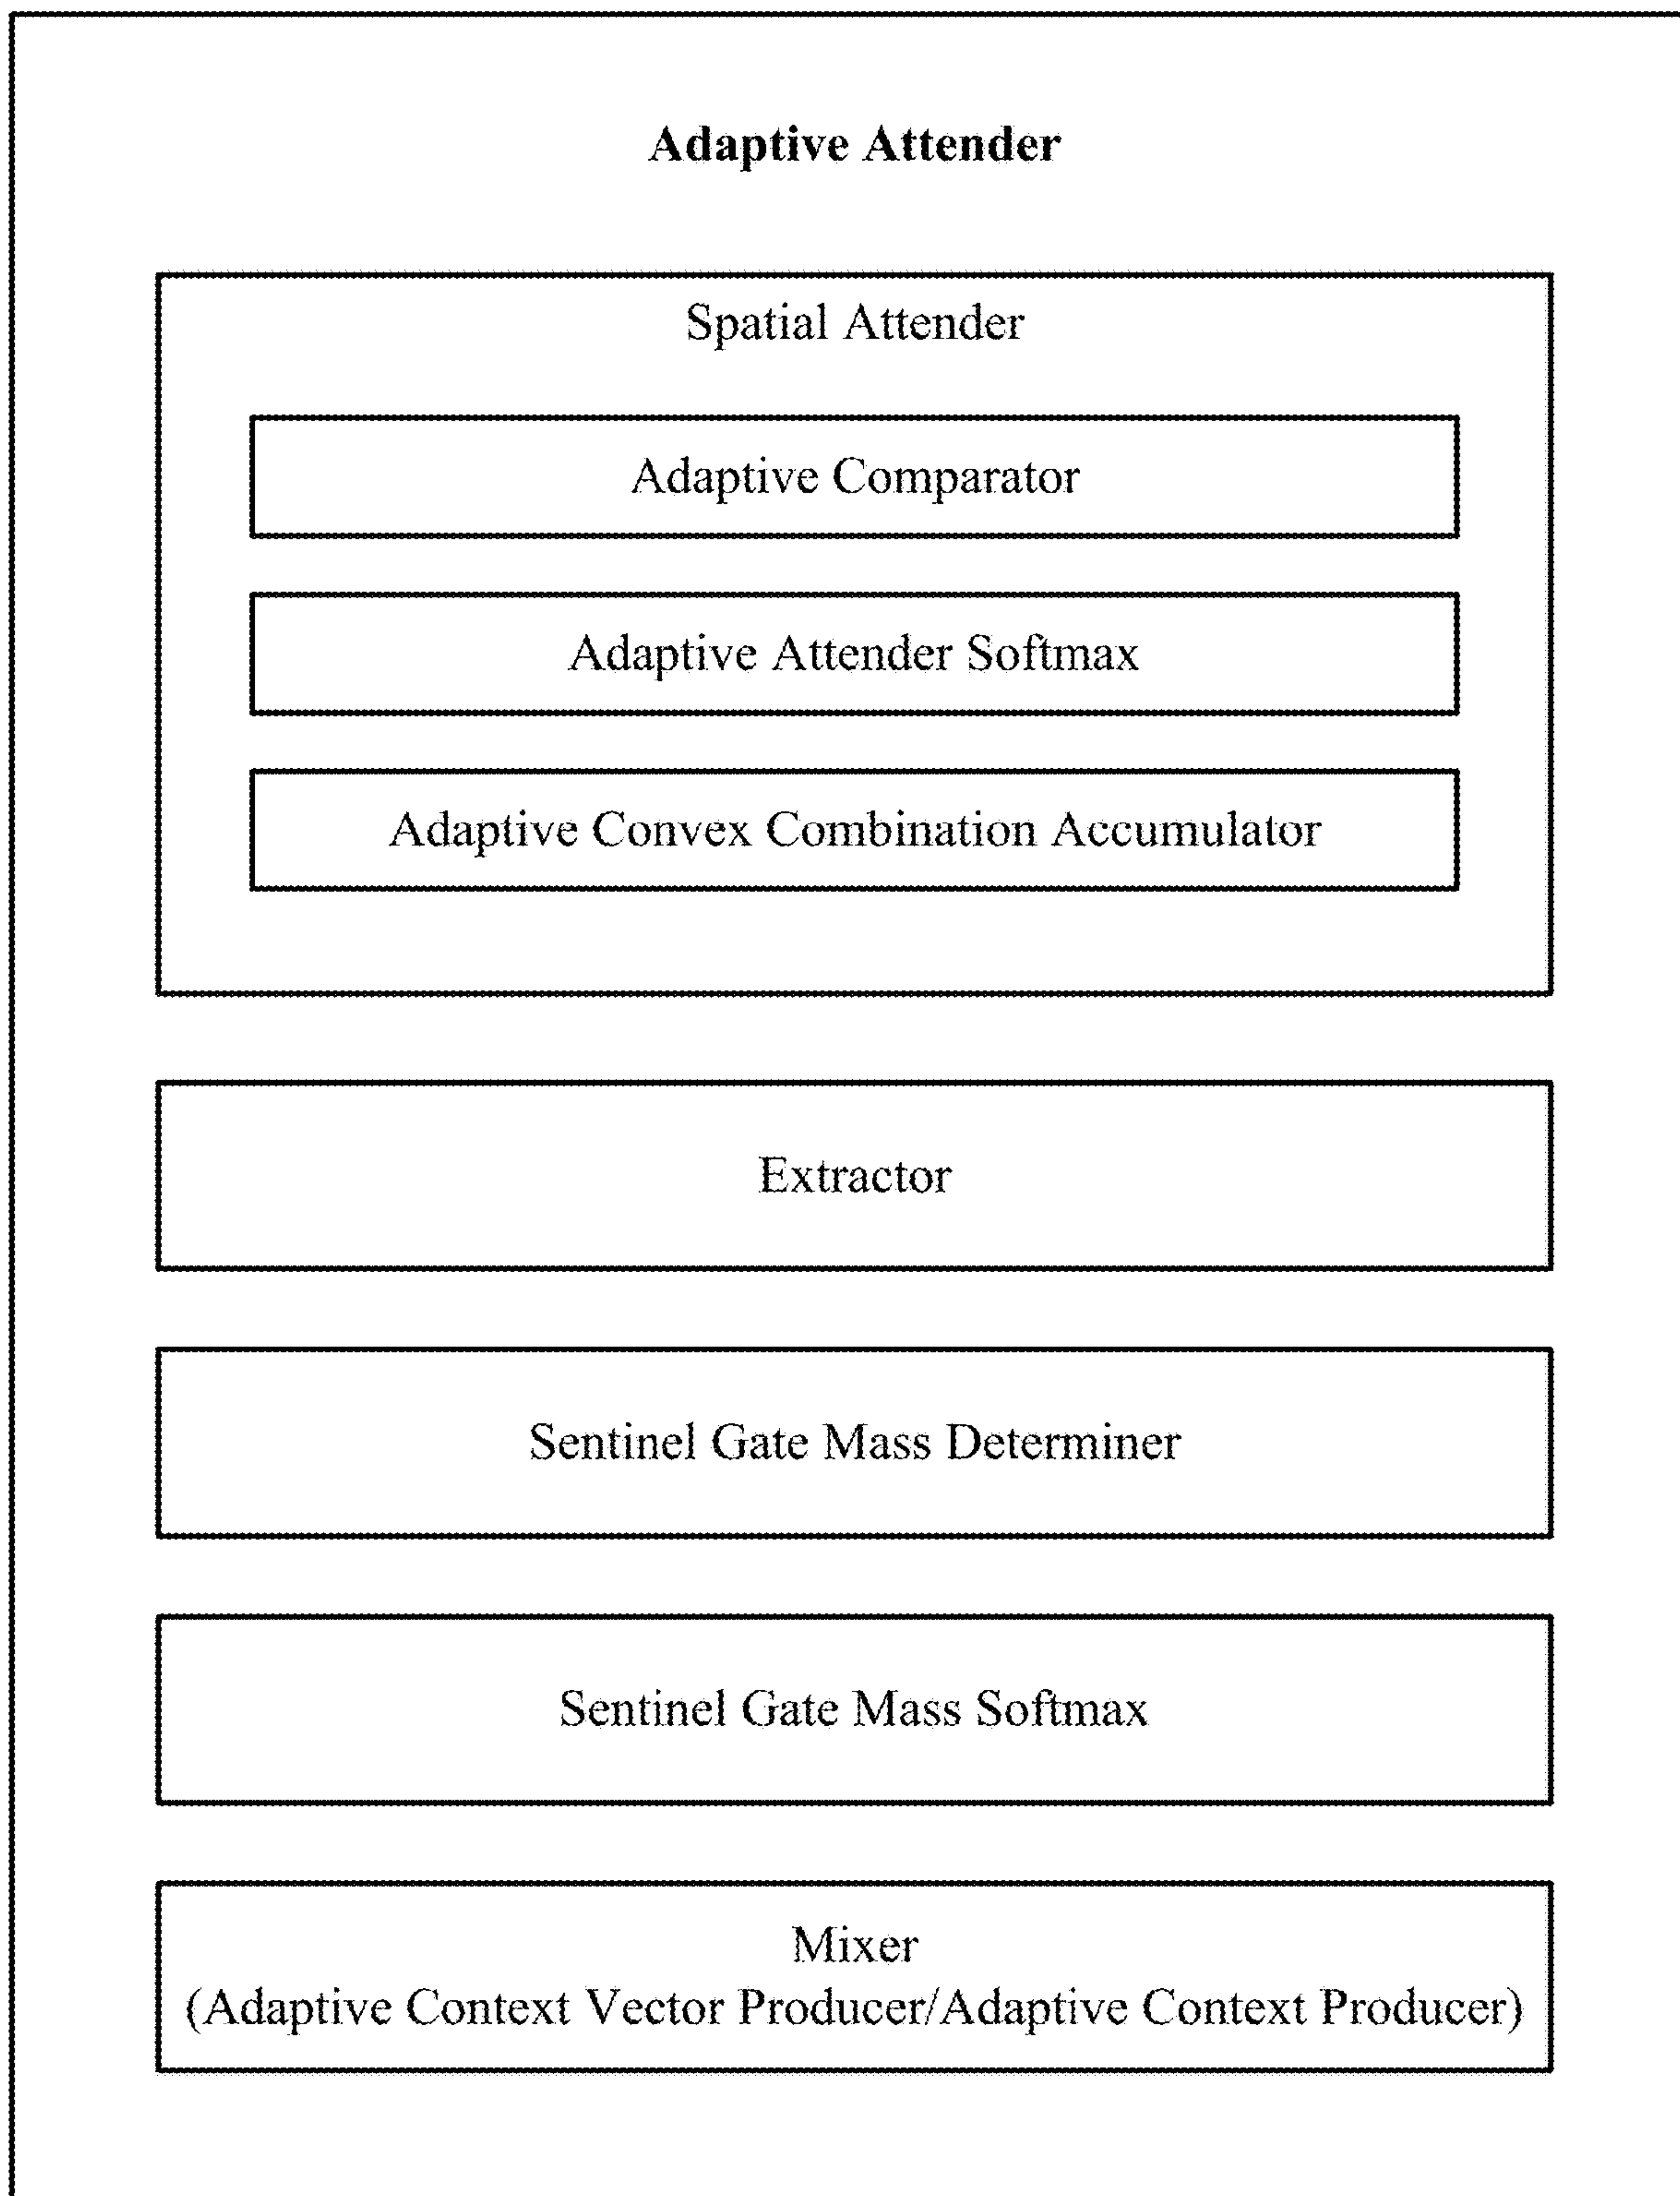 Adaptive Attender
Spatial Attender
Adaptive Comparator
Adaptive Attender Softmax
Adaptive Convex Combination Accumulator
Extractor
Sentinel Gate Mass Determiner
Sentinel Gate Mass Softmax
Mixer
(Adaptive Context Vector Producer/Adaptive Context Producer)